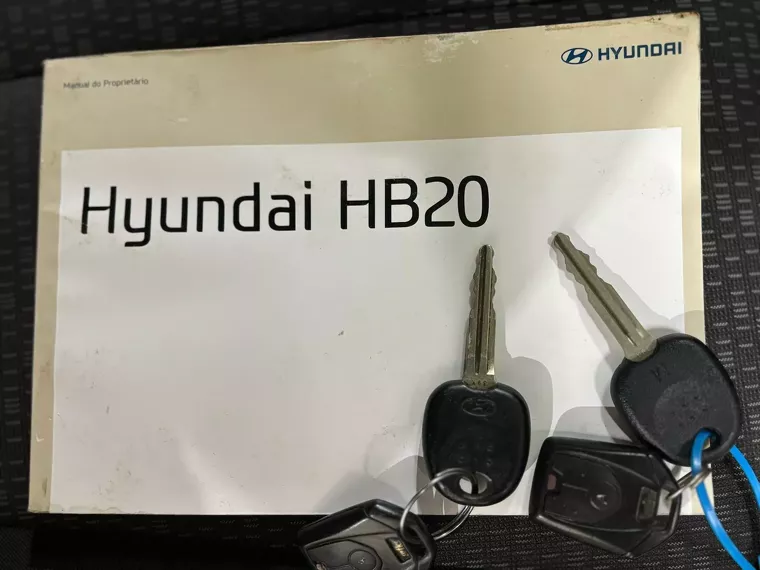 HYUNDAI
Manual do Proprietário
Hyundai HB20